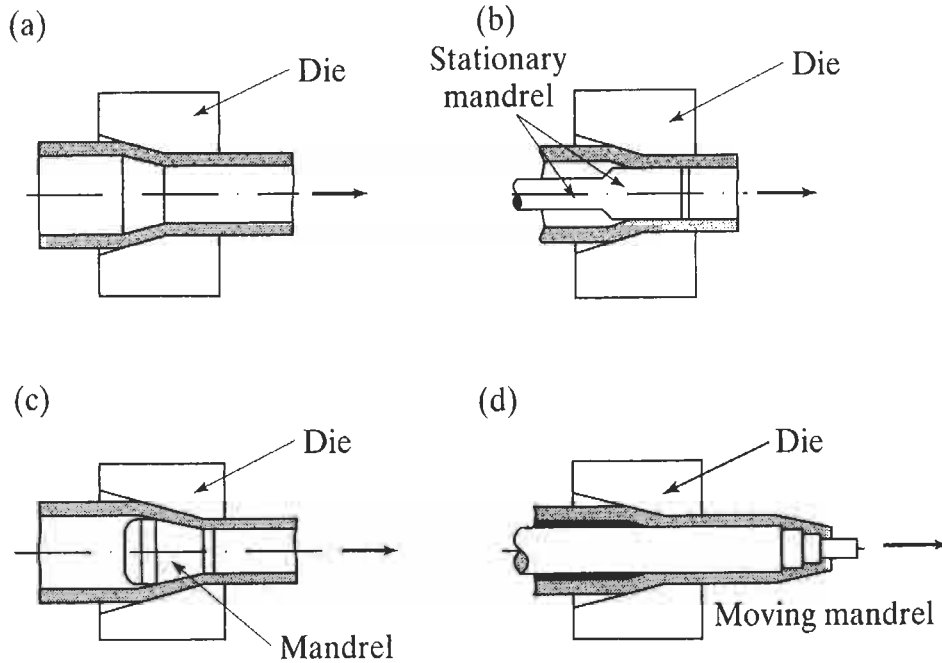 (a)
Die
(b)
Stationary
mandrel
Die
(c)
Die
Mandrel
(d)
Die
Moving mandrel